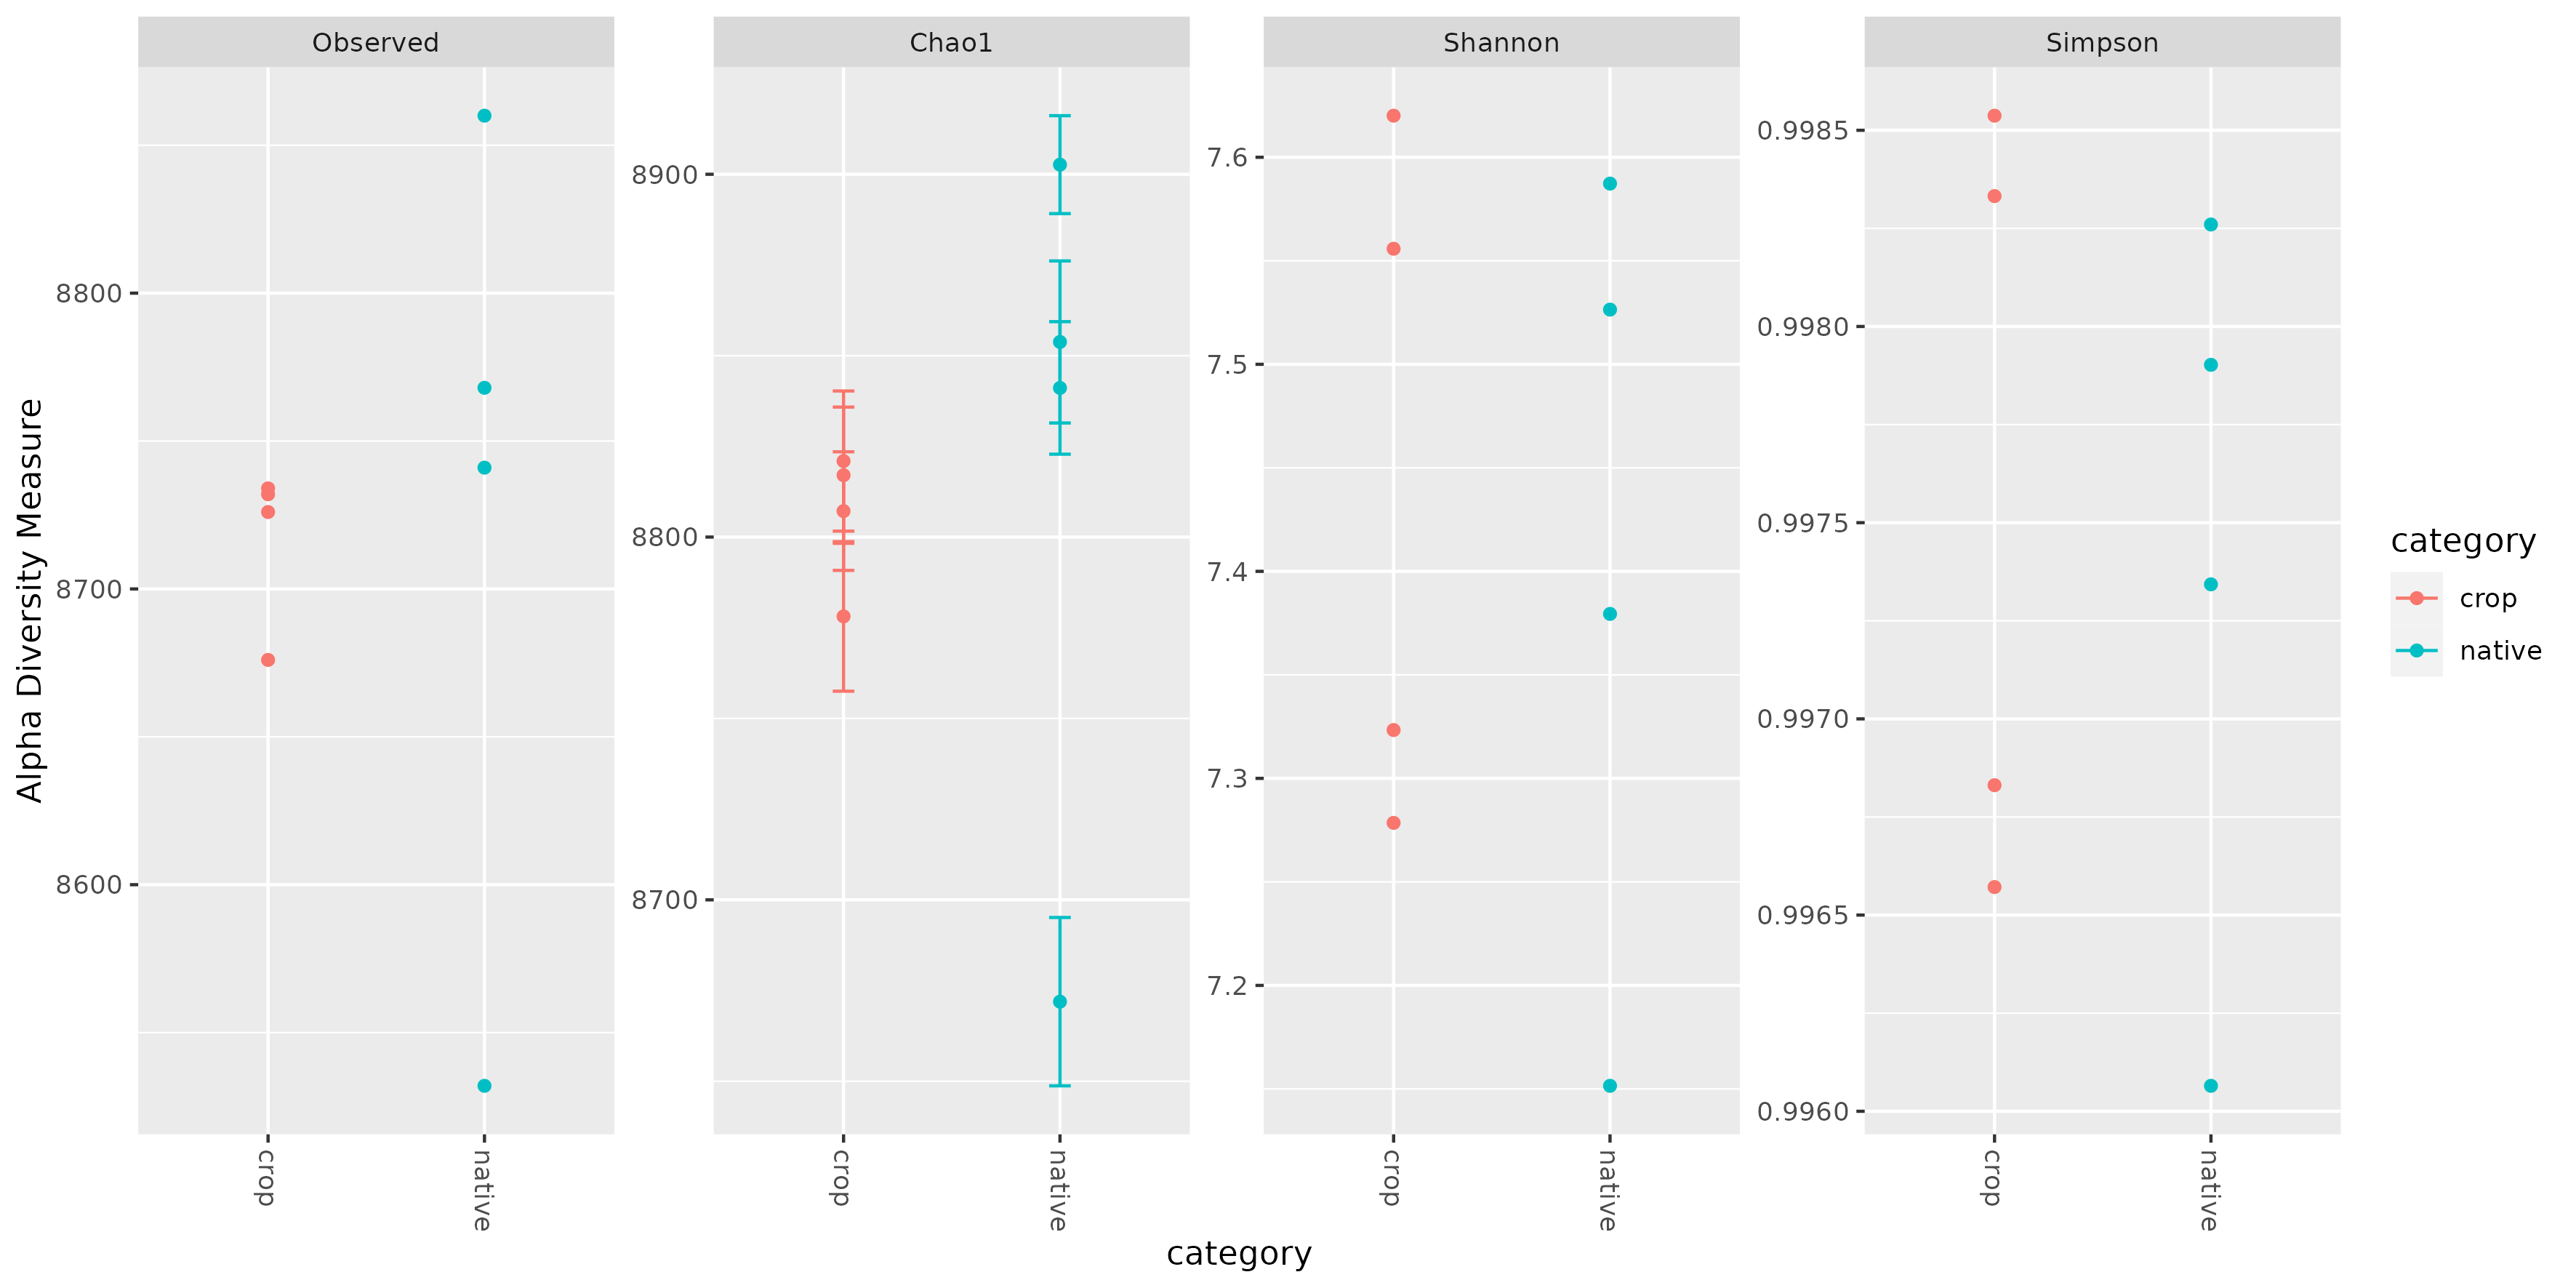 Observed
Chao1
Shannon
Simpson
Alpha Diversity Measure
8800
8700
8600
8900
8800
8700
7.6
7.5
7.4
7.3
7.2
0.9985
0.9980
0.9975
0.9970
0.9965
0.9960
crop
native
crop
native
crop
native
crop
native
category
category
crop
native